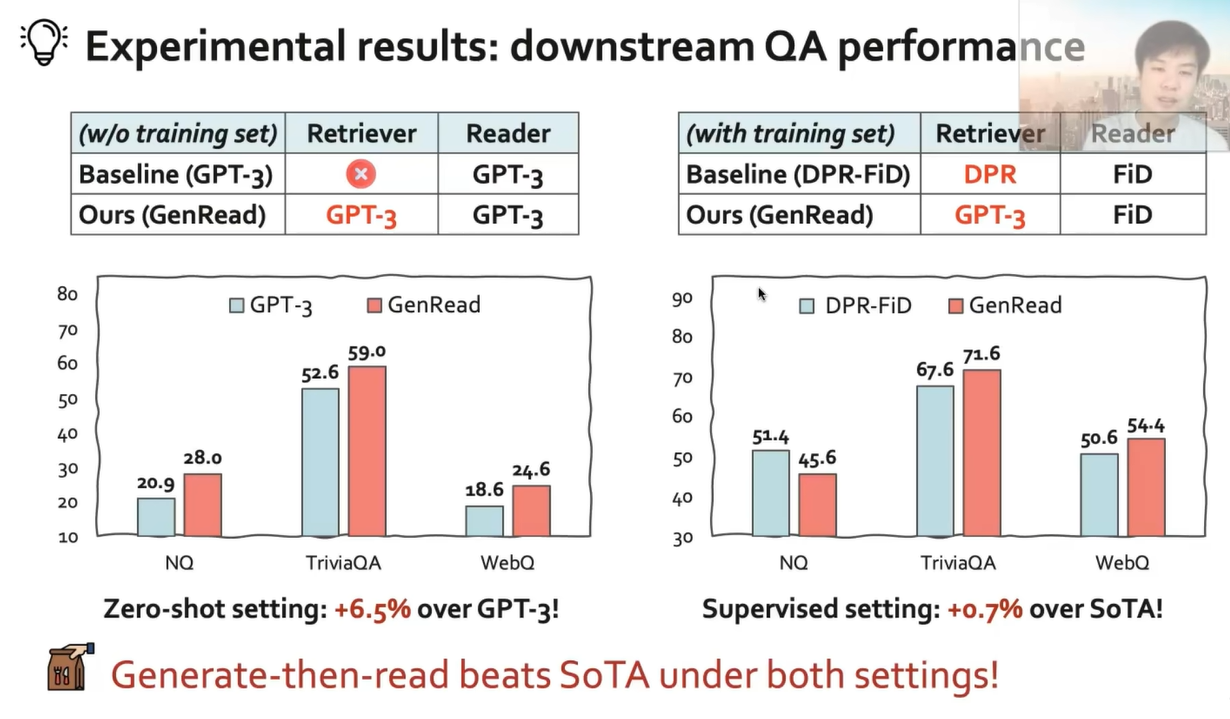 Experimental results: downstream QA performance
(w/o training set) Retriever Reader
Baseline (GPT-3) GPT-3
Ours (GenRead) GPT-3 GPT-3
(with training set) Retriever Reader
Baseline (DPR-FiD) DPR FiD
Ours (GenRead) GPT-3 FiD
GPT-3 GenRead
80
70
60
50
40
30
20
10
20.9 28.0
52.6 59.0
18.6 24.6
NQ TriviaQA WebQ
Zero-shot setting: +6.5% over GPT-3!
DPR-FiD GenRead
90
80
70
60
50
40
30
51.4 45.6
67.6 71.6
50.6 54.4
NQ TriviaQA WebQ
Supervised setting: +0.7% over SoTA!
Generate-then-read beats SoTA under both settings!